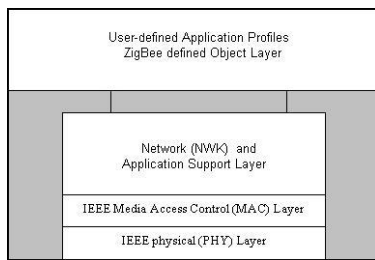 User-defined Application Profiles
ZigBee defined Object Layer
Network (NWK) and
Application Support Layer
IEEE Media Access Control (MAC) Layer
IEEE physical (PHY) Layer